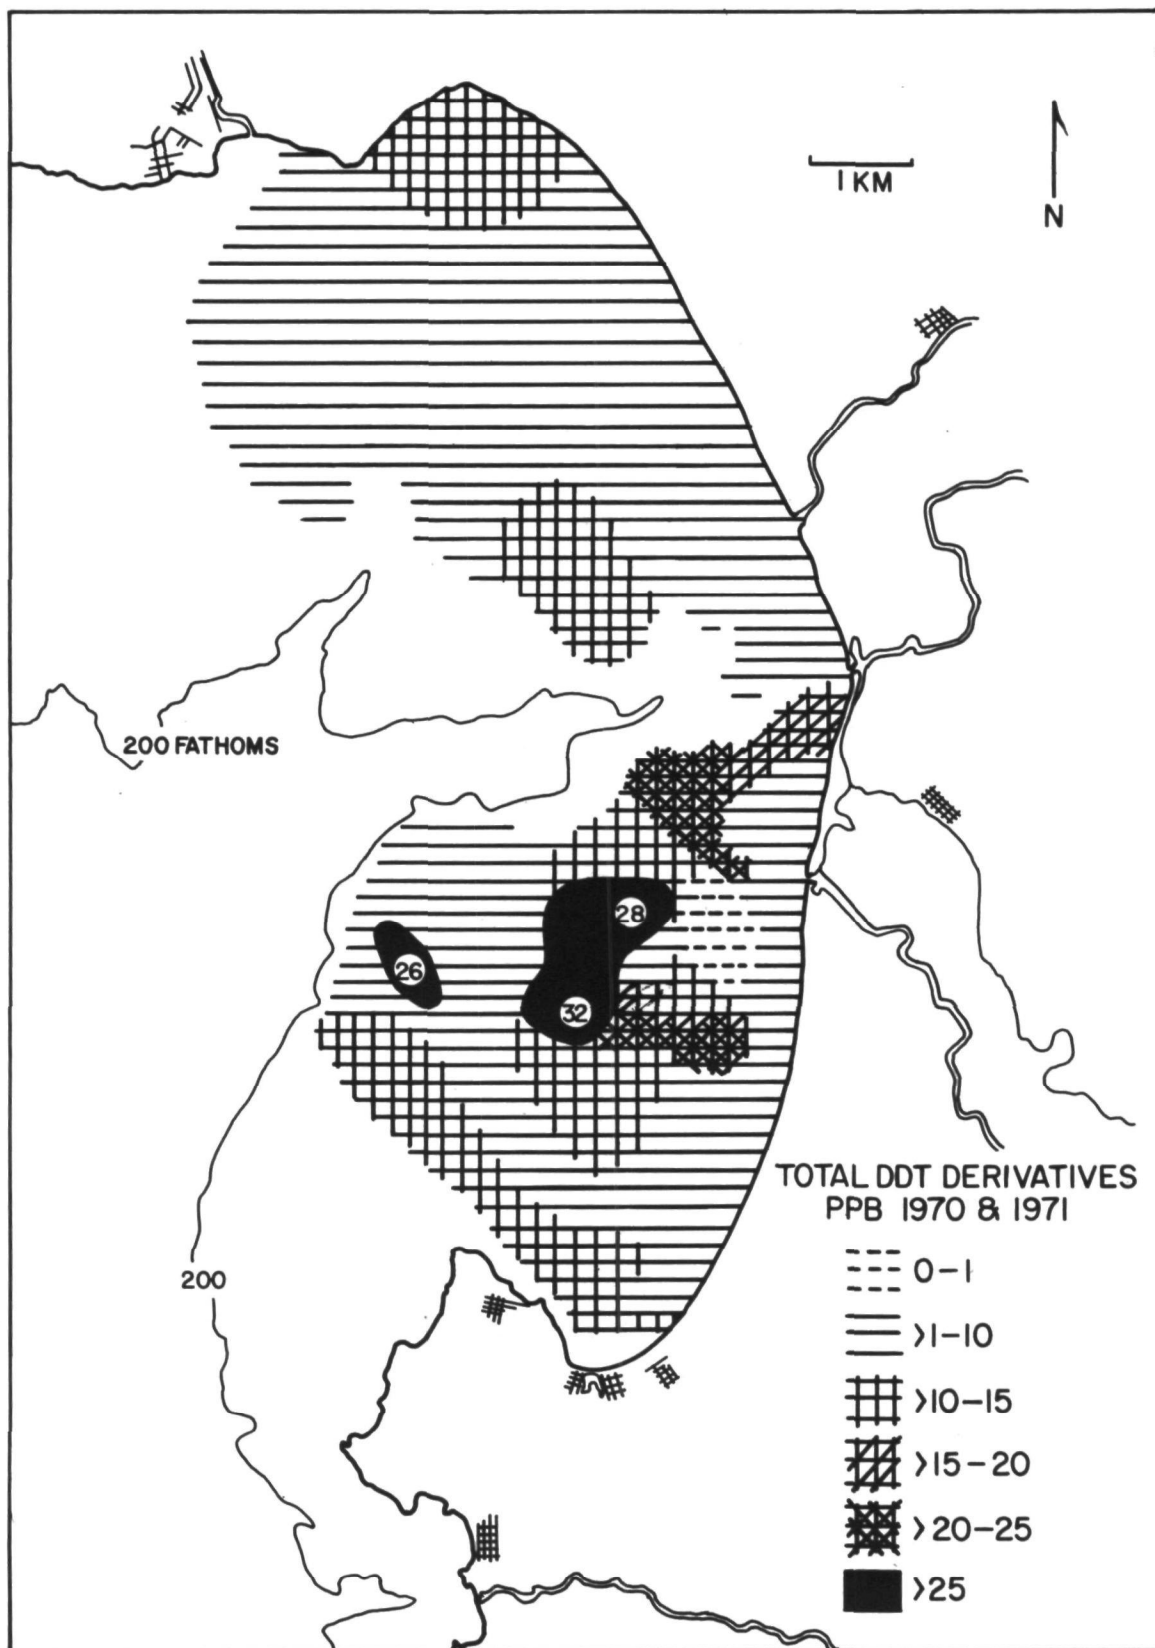 1 KM
N
200 FATHOMS
28
26
32
TOTAL DDT DERIVATIVES
PPB 1970 & 1971
200
0-1
>1-10
>10-15
>15-20
>20-25
>25